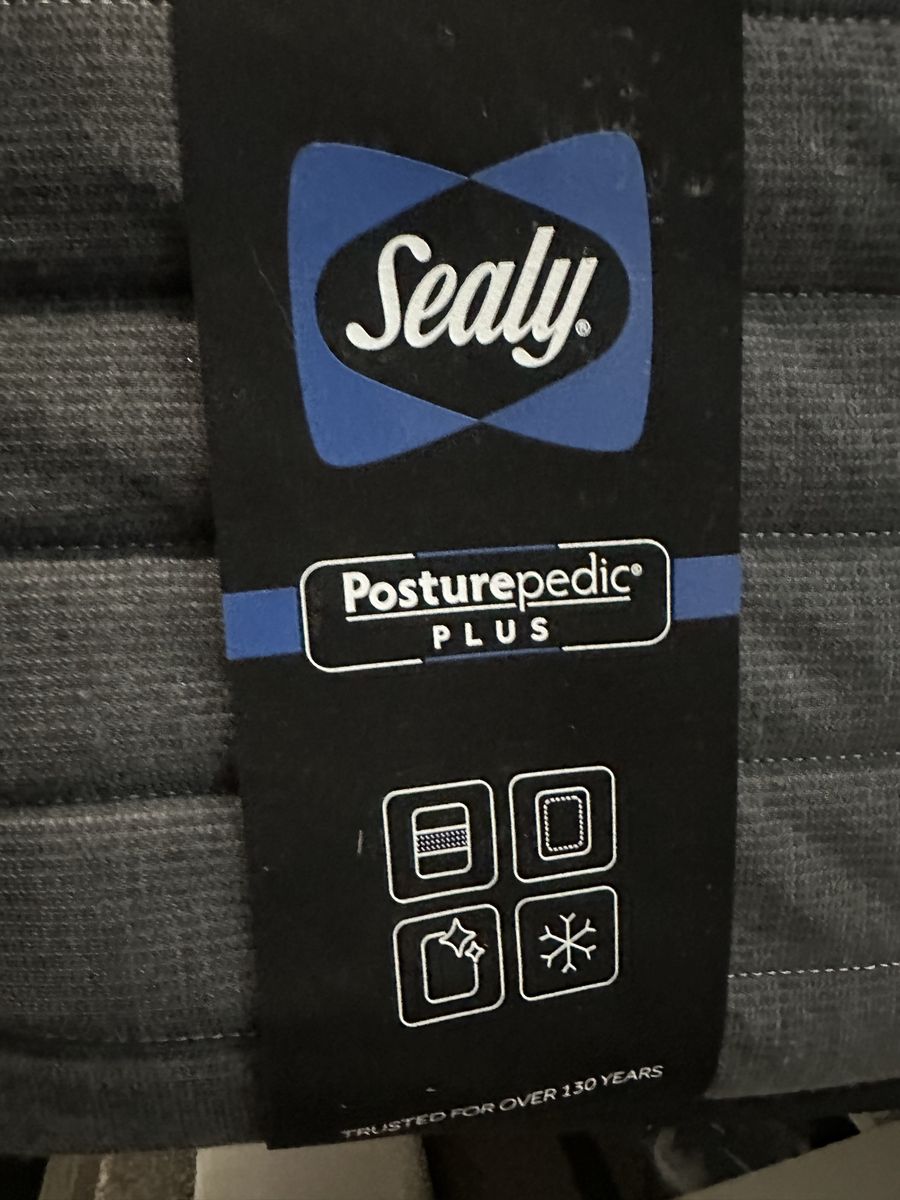 Sealy®
Posturepedic®
PLUS
TRUSTED FOR OVER 130 YEARS